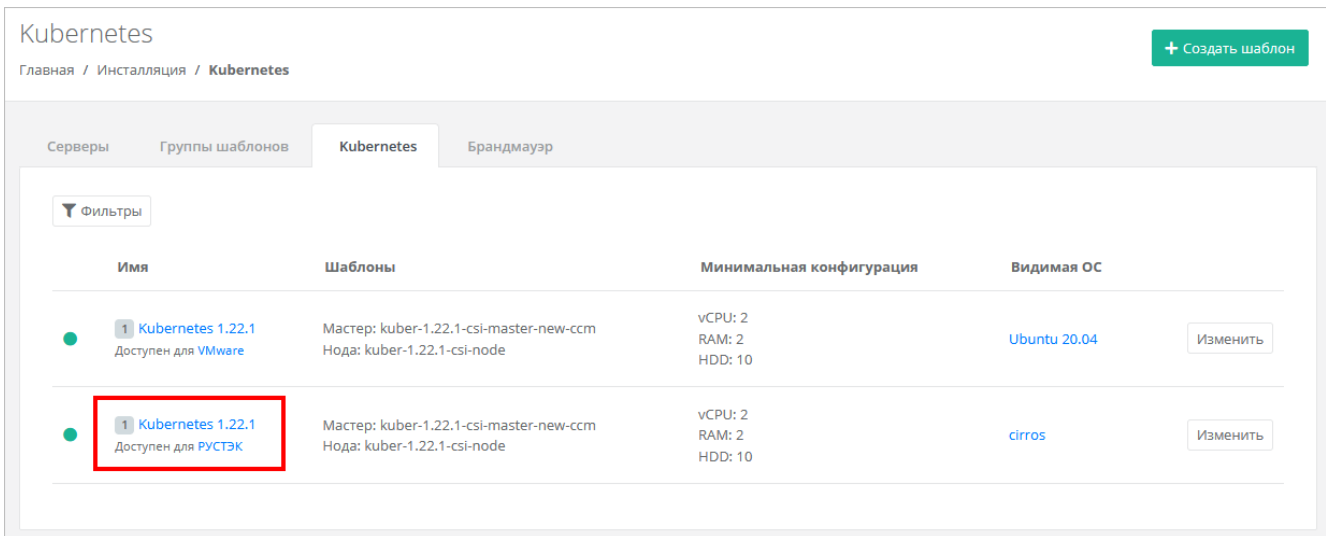 Kubernetes
+ Создать шаблон
Главная / Инсталляция / Kubernetes
Серверы Группы шаблонов Kubernetes Брандмауэр
Фильтры
Имя Шаблоны Минимальная конфигурация Видимая ОС
1 Kubernetes 1.22.1
Доступен для VMware
Мастер: kuber-1.22.1-csi-master-new-ccm
Нода: kuber-1.22.1-csi-node
vCPU: 2
RAM: 2
HDD: 10
Ubuntu 20.04
Изменить
1 Kubernetes 1.22.1
Доступен для РУСТЭК
Мастер: kuber-1.22.1-csi-master-new-ccm
Нода: kuber-1.22.1-csi-node
vCPU: 2
RAM: 2
HDD: 10
cirros
Изменить